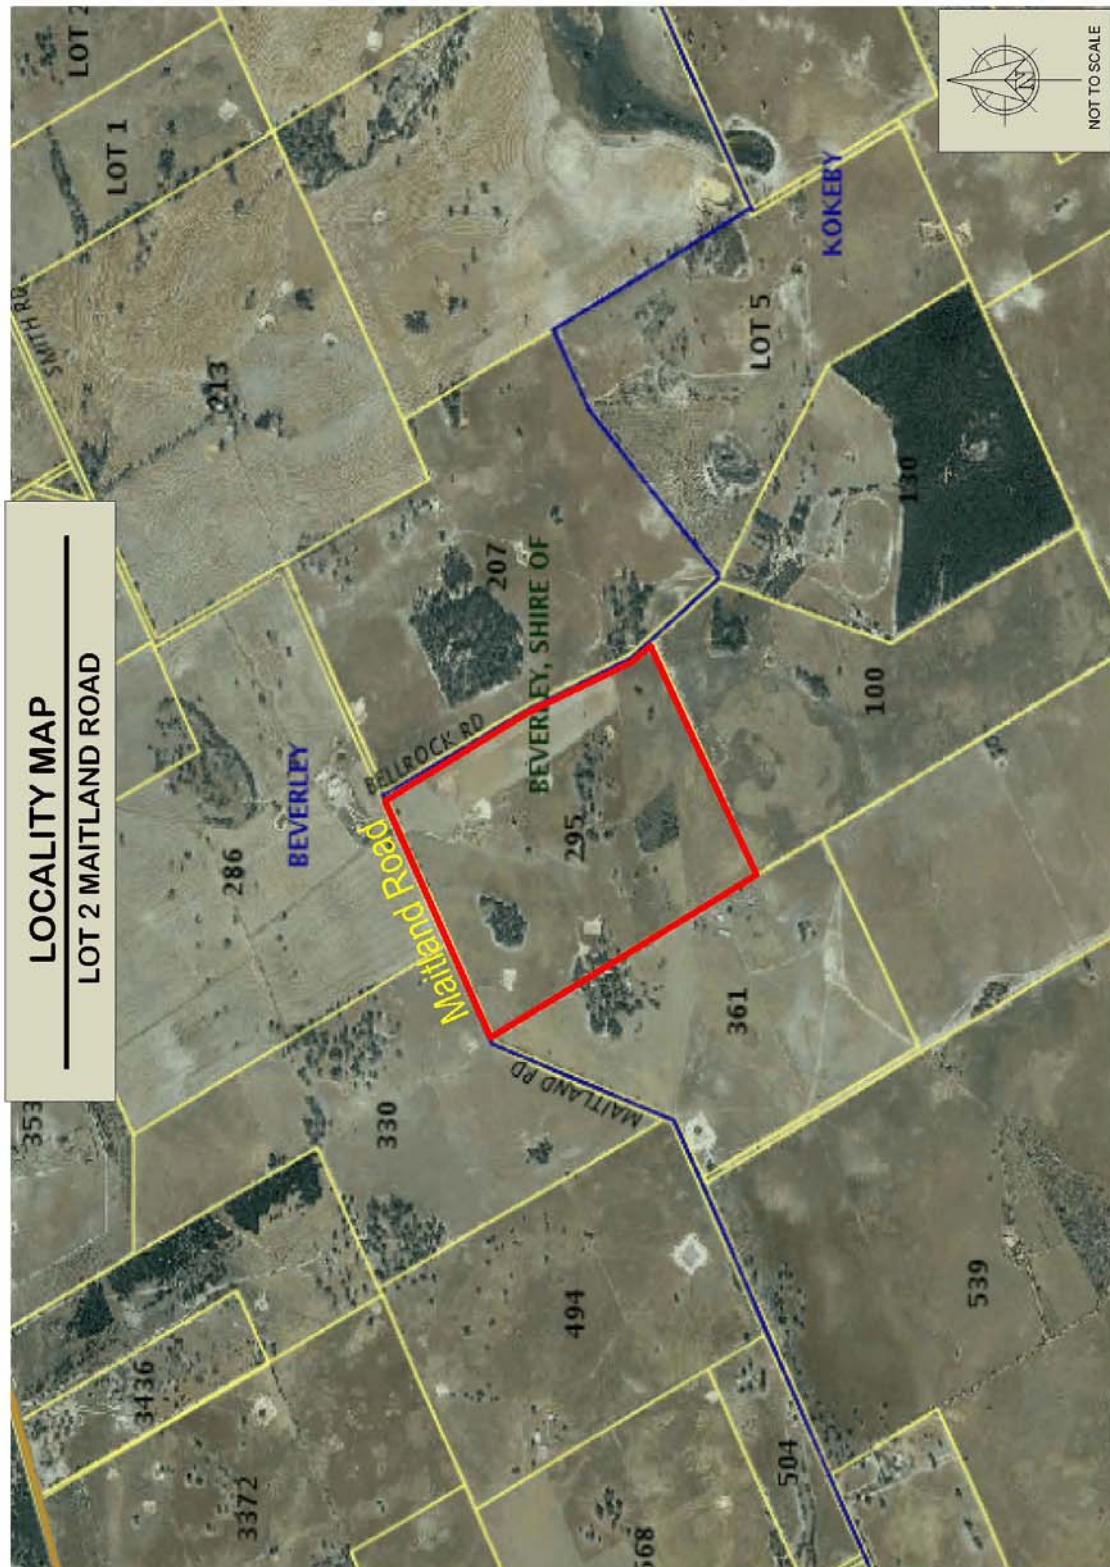 LOCALITY MAP
LOT 2 MAITLAND ROAD
353
3436
3372
330
286
BEVERLEY
SMITH RD
LOT 1
LOT
213
Maitland Road
BELLROCK RD
207
BEVERLEY, SHIRE OF
MAITLAND RD
295
494
361
LOT 5
KOKEBY
130
100
504
539
568
NOT TO SCALE
N